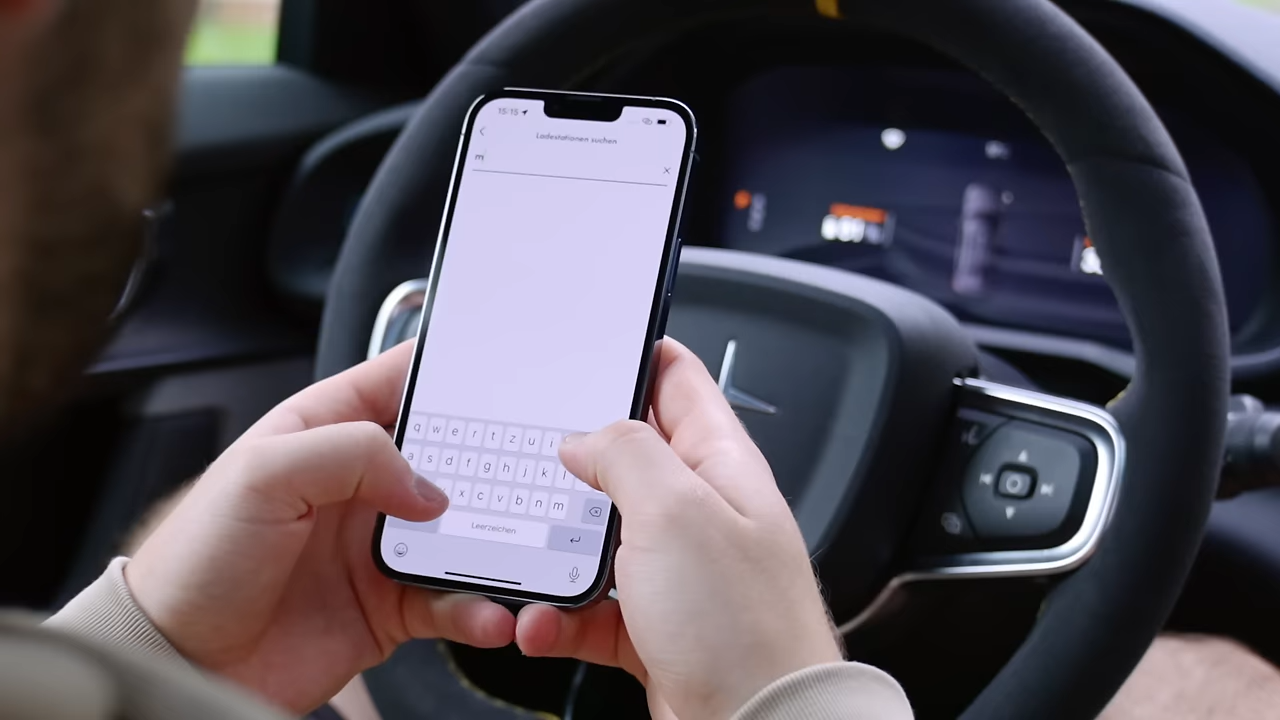 15:15
Ladestationen suchen
m
q w e r t z u i
a s d f g h j k l
x c v b n m
Leerzeichen